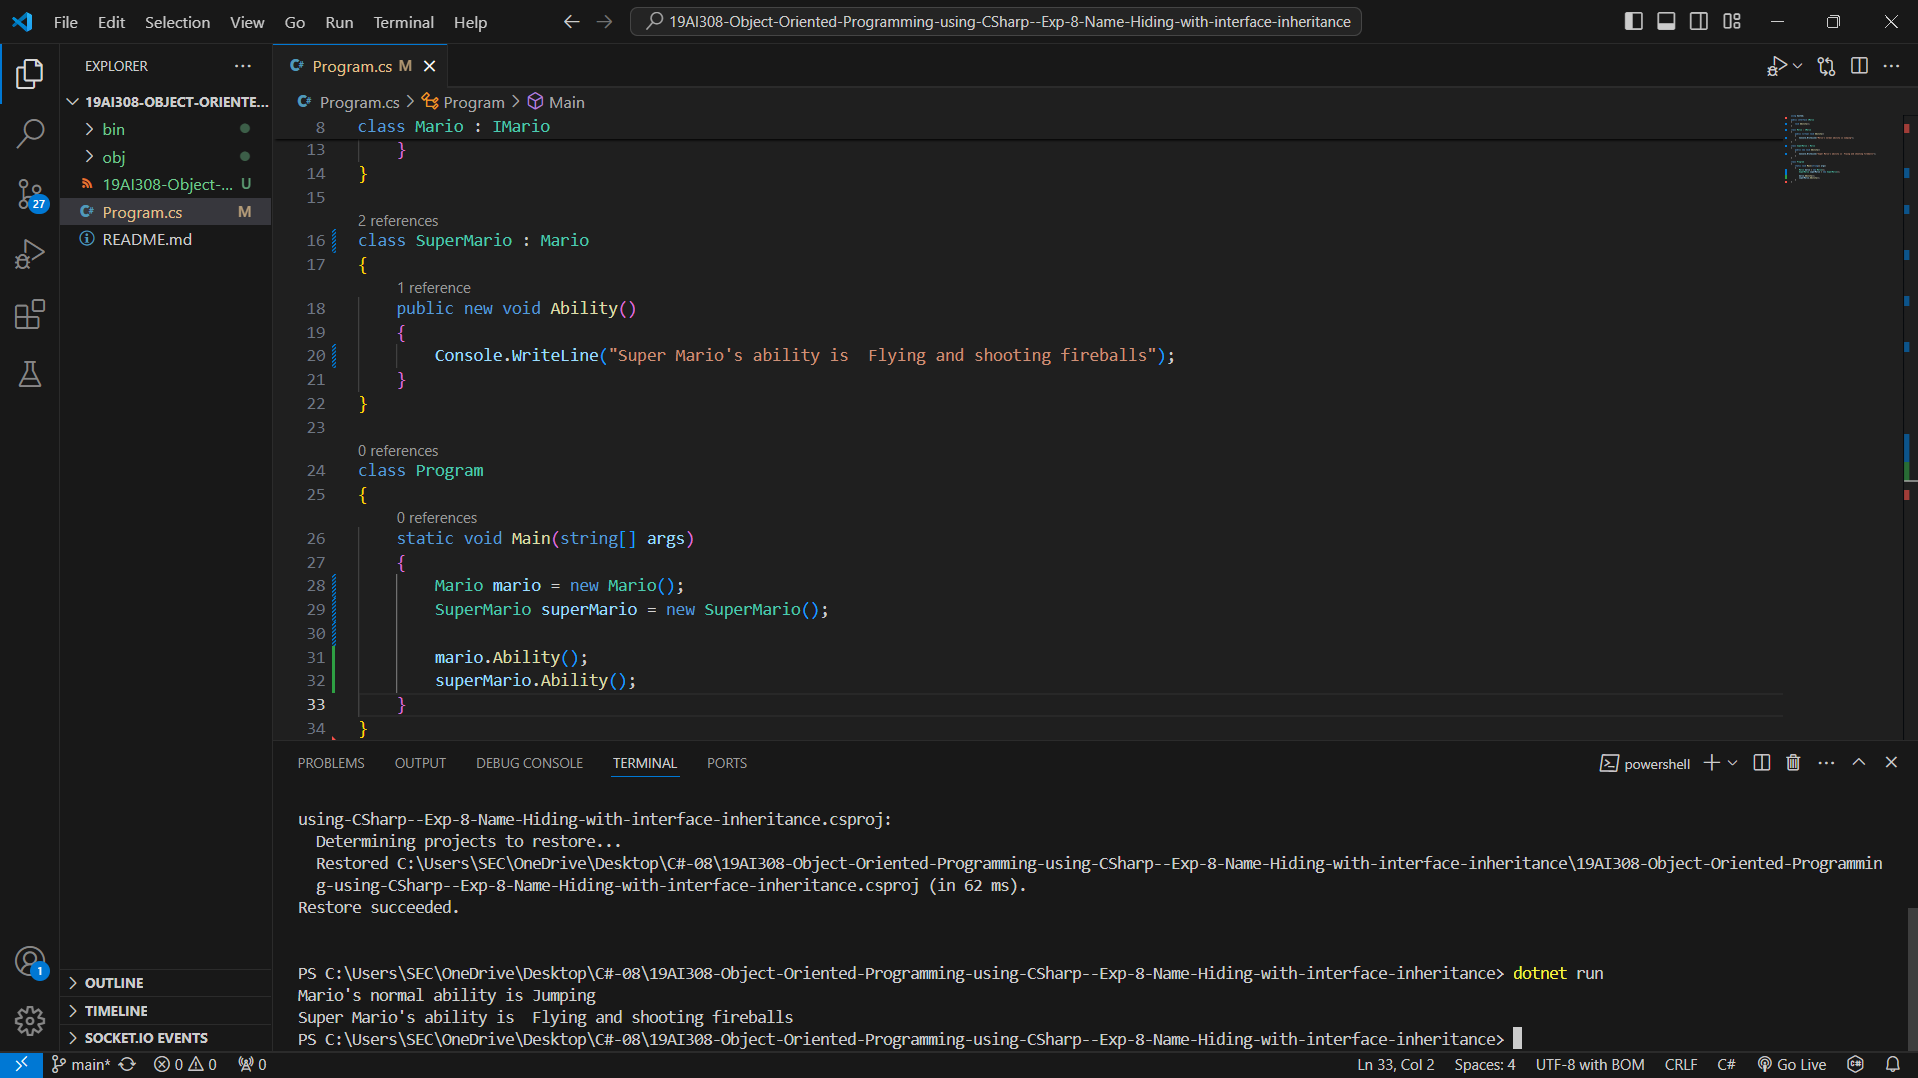 File Edit Selection View Go Run Terminal Help
19AI308-Object-Oriented-Programming-using-CSharp--Exp-8-Name-Hiding-with-interface-inheritance
EXPLORER
19AI308-OBJECT-ORIENTE...
bin
obj
19AI308-Object-... U
Program.cs M
README.md
27
1
OUTLINE
TIMELINE
SOCKET.IO EVENTS
Program.cs M
Program.cs > Program > Main
8 class Mario : IMario
13 }
14 }
15
2 references
16 class SuperMario : Mario
17 {
1 reference
18 public new void Ability()
19 {
20 Console.WriteLine("Super Mario's ability is  Flying and shooting fireballs");
21 }
22 }
23
0 references
24 class Program
25 {
0 references
26 static void Main(string[] args)
27 {
28 Mario mario = new Mario();
29 SuperMario superMario = new SuperMario();
30
31 mario.Ability();
32 superMario.Ability();
33 }
34 }
PROBLEMS OUTPUT DEBUG CONSOLE TERMINAL PORTS
powershell
using-CSharp--Exp-8-Name-Hiding-with-interface-inheritance.csproj:
Determining projects to restore...
Restored C:\Users\SEC\OneDrive\Desktop\C#-08\19AI308-Object-Oriented-Programming-using-CSharp--Exp-8-Name-Hiding-with-interface-inheritance\19AI308-Object-Oriented-Programmin
g-using-CSharp--Exp-8-Name-Hiding-with-interface-inheritance.csproj (in 62 ms).
Restore succeeded.
PS C:\Users\SEC\OneDrive\Desktop\C#-08\19AI308-Object-Oriented-Programming-using-CSharp--Exp-8-Name-Hiding-with-interface-inheritance> dotnet run
Mario's normal ability is Jumping
Super Mario's ability is  Flying and shooting fireballs
PS C:\Users\SEC\OneDrive\Desktop\C#-08\19AI308-Object-Oriented-Programming-using-CSharp--Exp-8-Name-Hiding-with-interface-inheritance>
main* 0 0 0 Ln 33, Col 2 Spaces: 4 UTF-8 with BOM CRLF C# Go Live